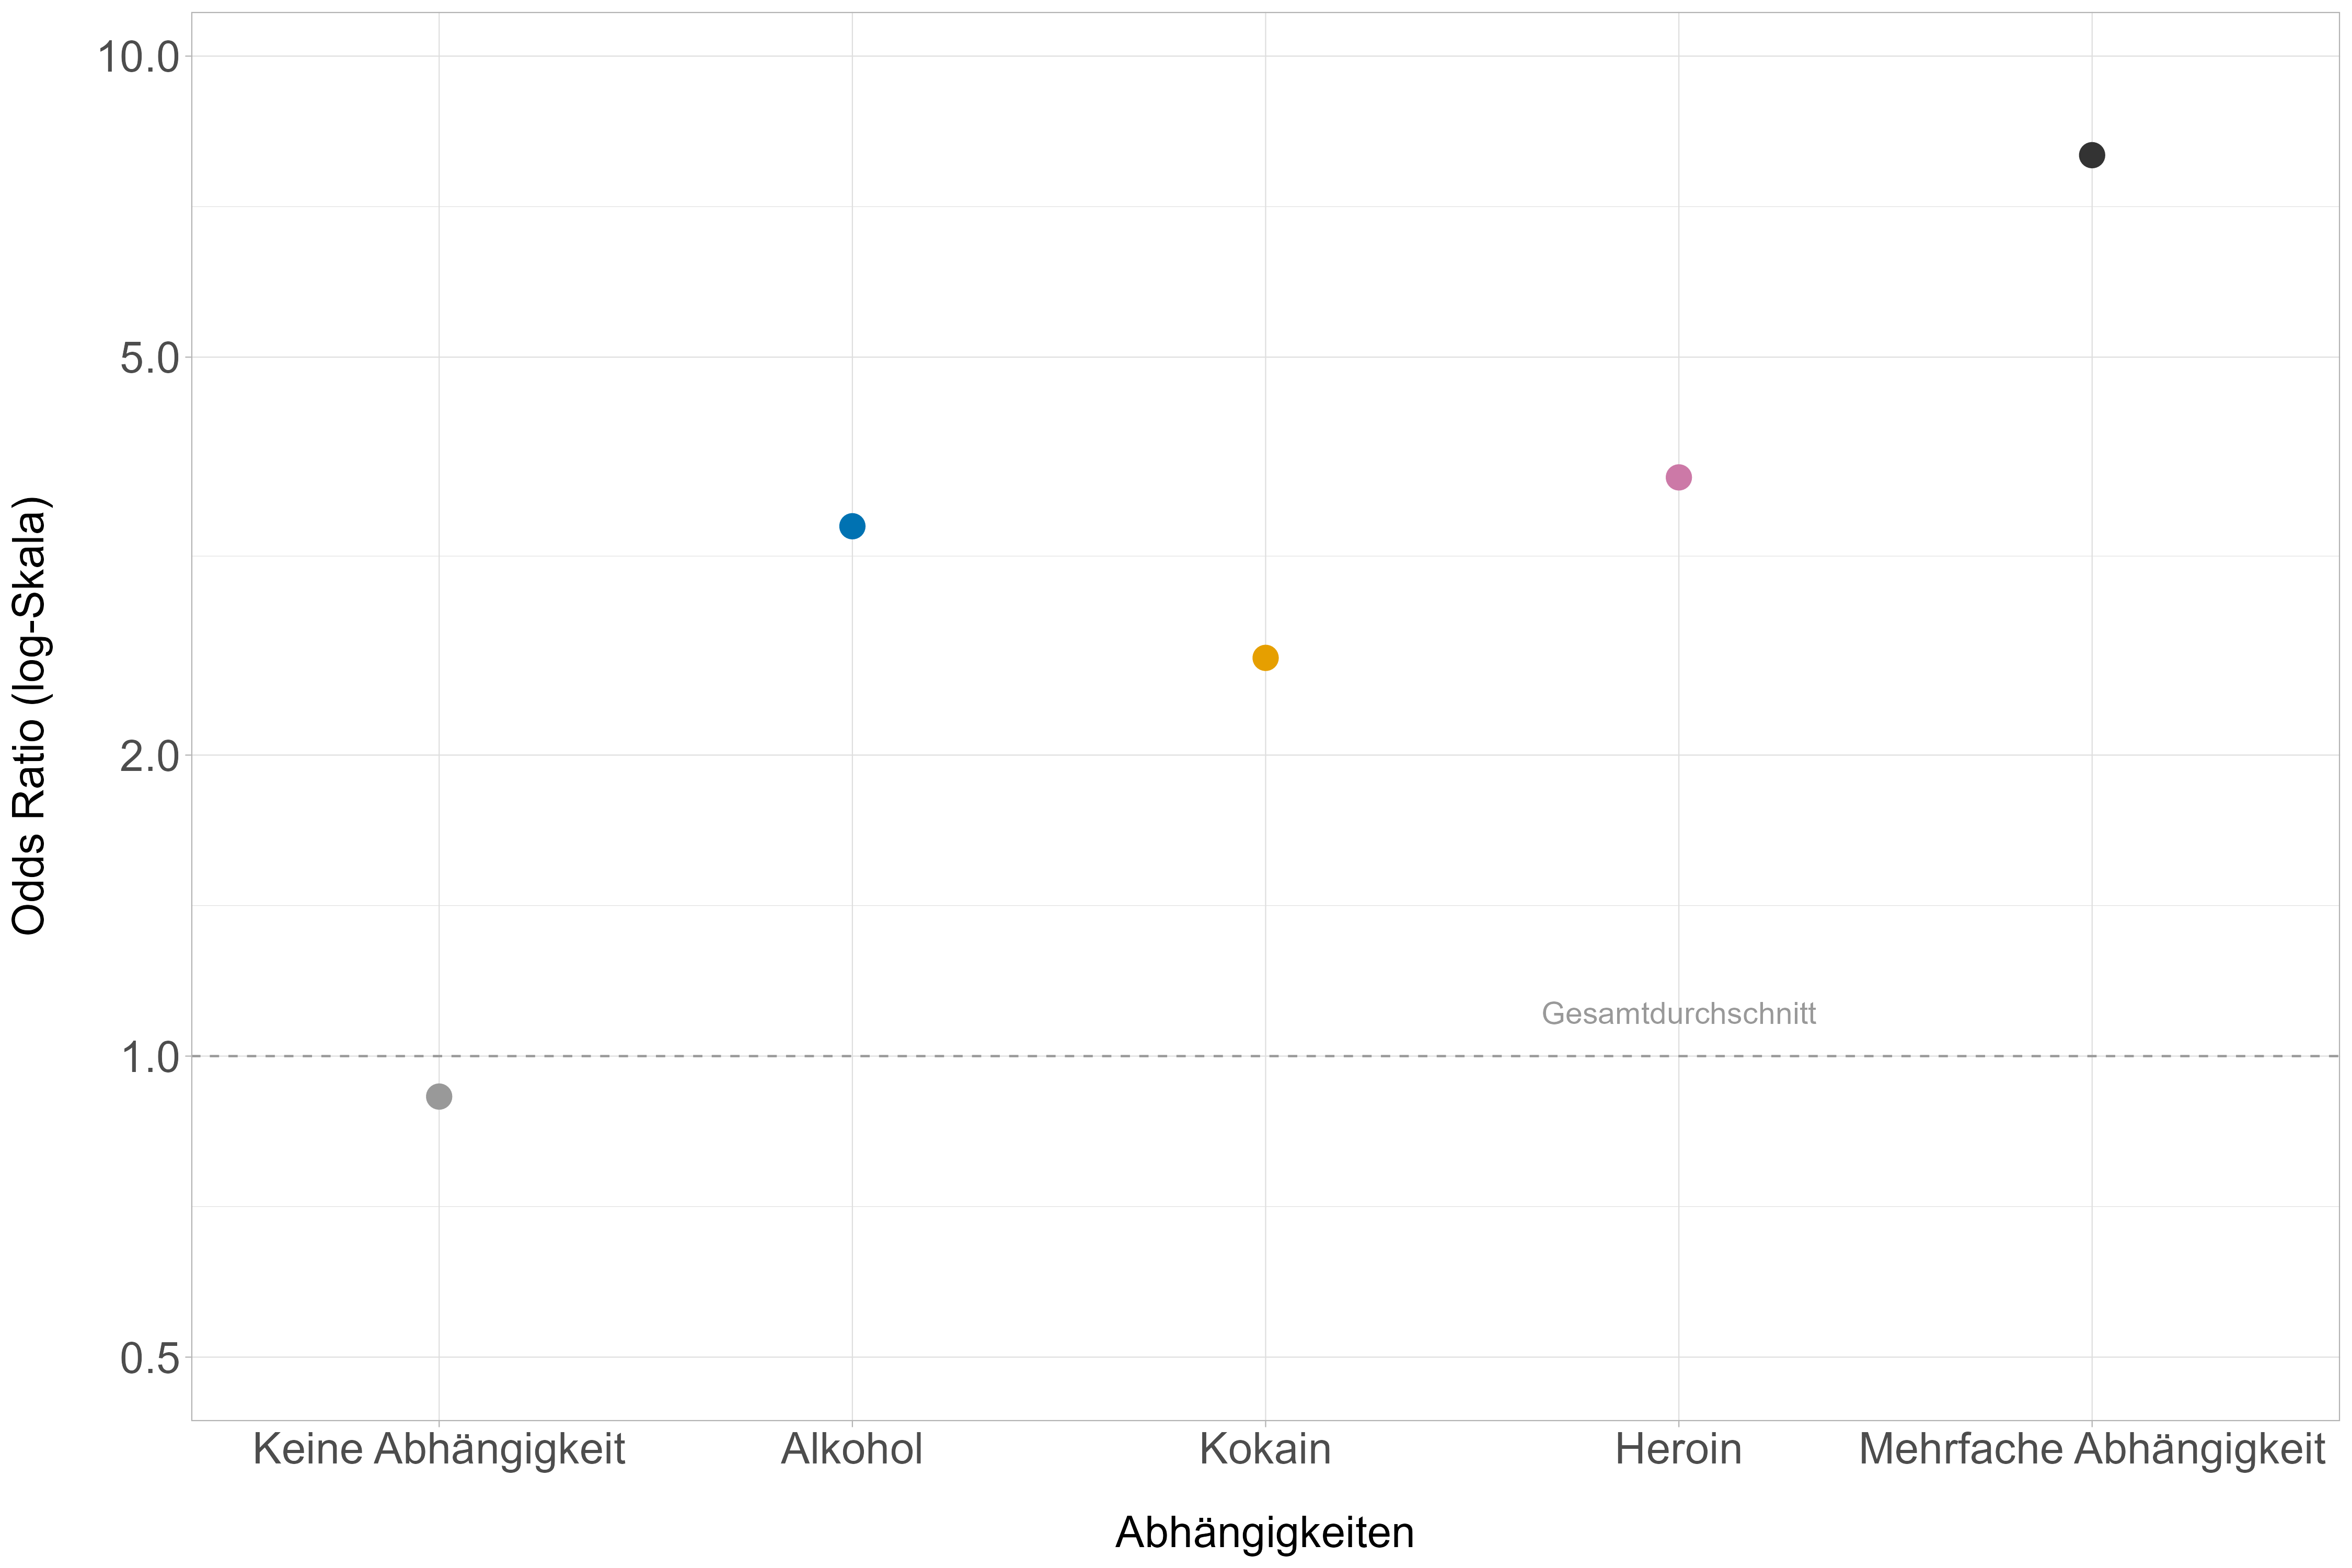 Odds Ratio (log-Skala)
10.0
5.0
2.0
1.0
0.5
Gesamtdurchschnitt
Keine Abhängigkeit
Alkohol
Kokain
Heroin
Mehrfache Abhängigkeit
Abhängigkeiten